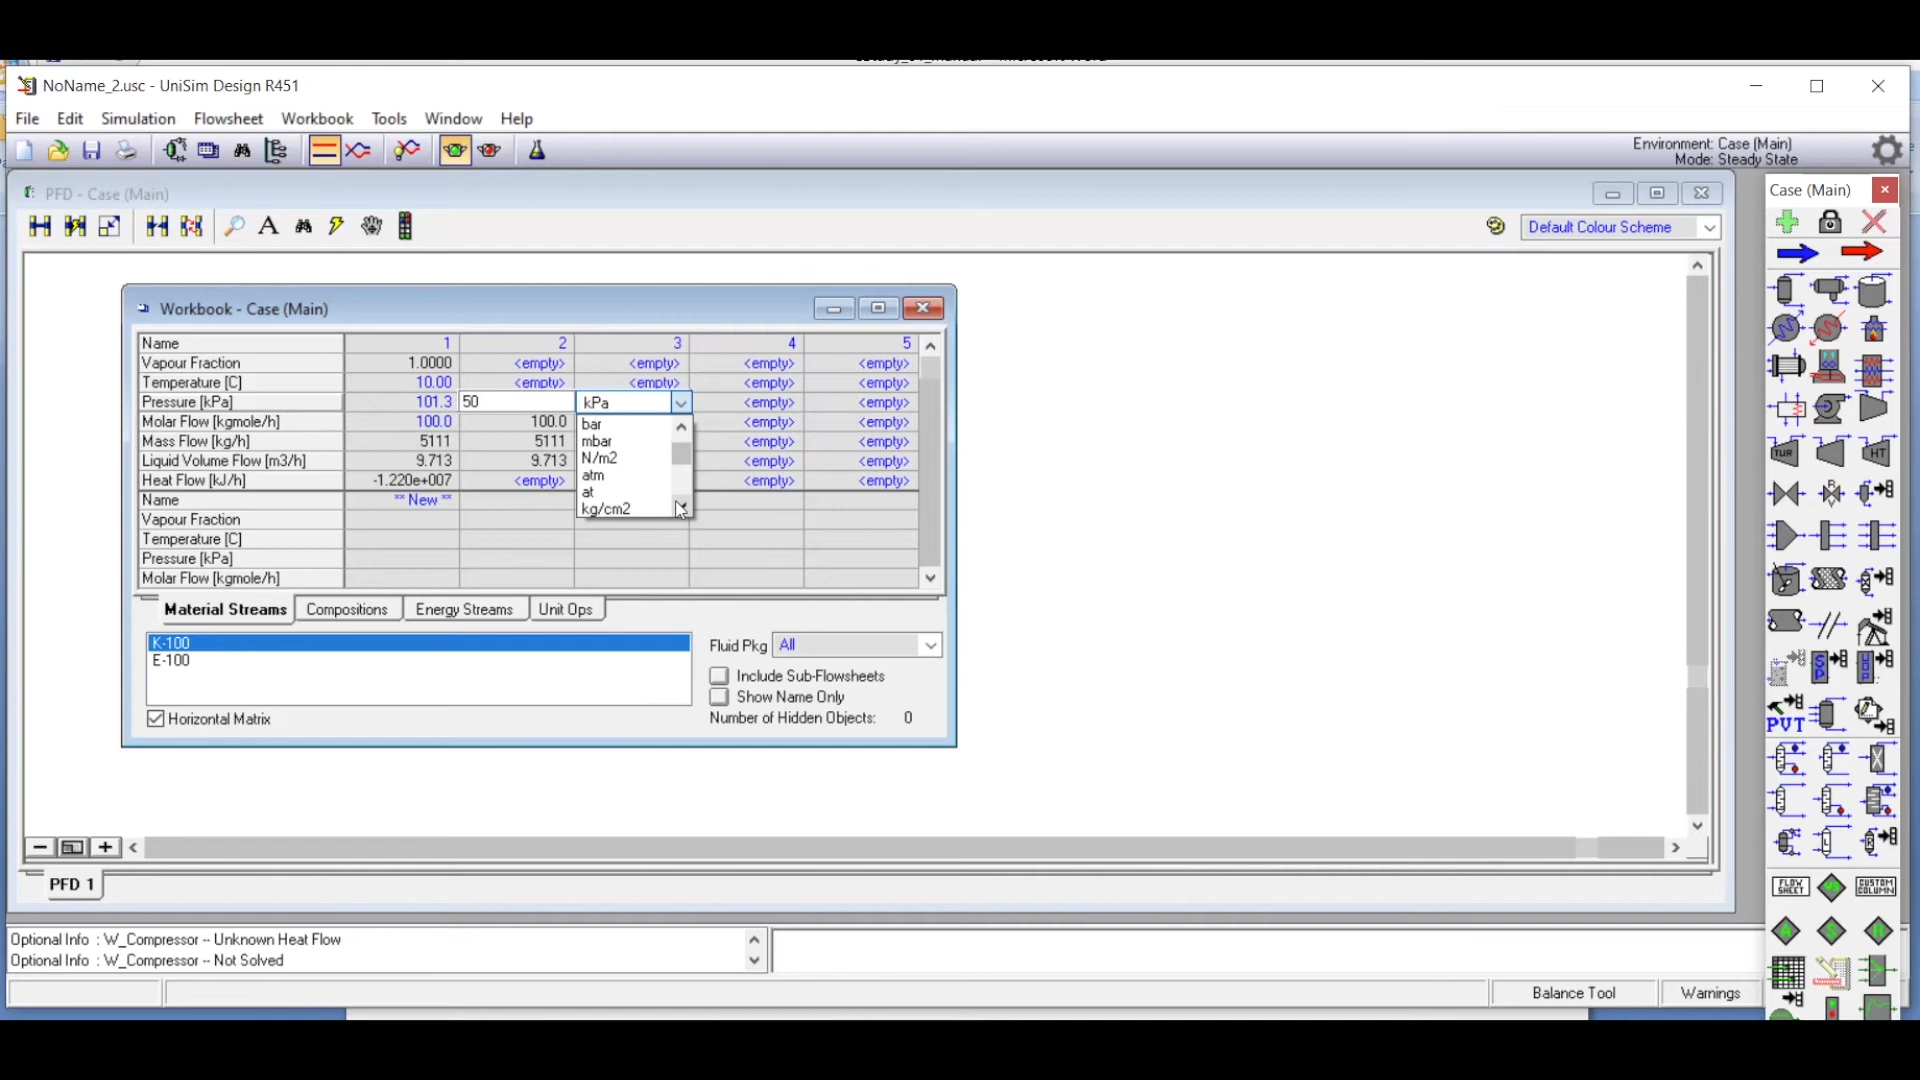 NoName_2.usc - UniSim Design R451
File Edit Simulation Flowsheet Workbook Tools Window Help
Environment: Case (Main)
Mode: Steady State
PFD - Case (Main)
Case (Main)
A
Default Colour Scheme
Workbook - Case (Main)
Name 1 2 3 4 5
Vapour Fraction 1.0000 <empty> <empty> <empty> <empty>
Temperature [C] 10.00 <empty> <empty> <empty> <empty>
Pressure [kPa] 101.3 50 kPa <empty> <empty>
Molar Flow [kgmole/h] 100.0 100.0 bar <empty> <empty>
Mass Flow [kg/h] 5111 5111 mbar <empty> <empty>
Liquid Volume Flow [m3/h] 9.713 9.713 N/m2 <empty> <empty>
Heat Flow [kJ/h] -1.220e+007 <empty> atm <empty> <empty>
Name ** New ** at
kg/cm2
Vapour Fraction
Temperature [C]
Pressure [kPa]
Molar Flow [kgmole/h]
Material Streams Compositions Energy Streams Unit Ops
K-100
E-100
Fluid Pkg All
Include Sub-Flowsheets
Show Name Only
Number of Hidden Objects: 0
Horizontal Matrix
TUR HT
PVT
FLOW SHEET
CUSTOM COLUMN
PFD 1
Optional Info : W_Compressor -- Unknown Heat Flow
Optional Info : W_Compressor -- Not Solved
Balance Tool Warnings